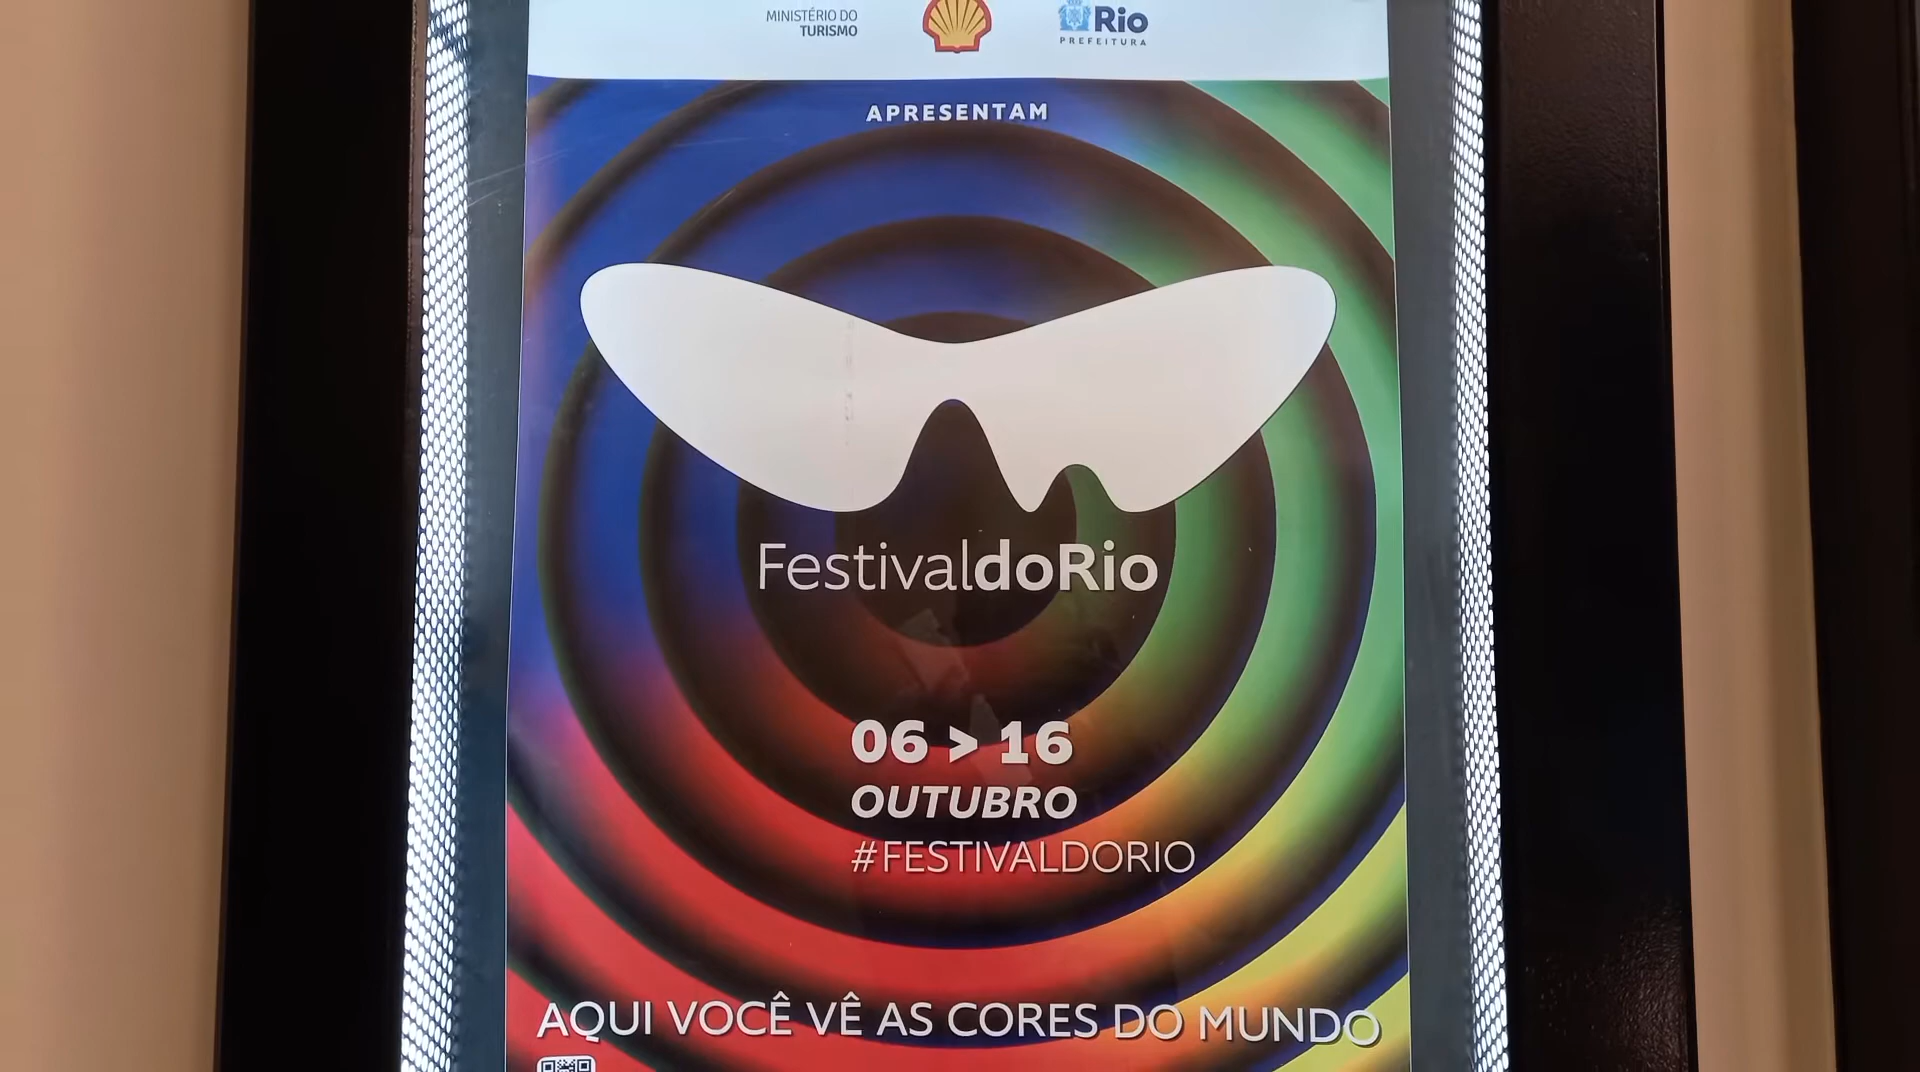 MINISTÉRIO DO
TURISMO
Rio
PREFEITURA
APRESENTAM
FestivaldoRio
06 > 16
OUTUBRO
#FESTIVALDORIO
AQUI VOCÊ VÊ AS CORES DO MUNDO